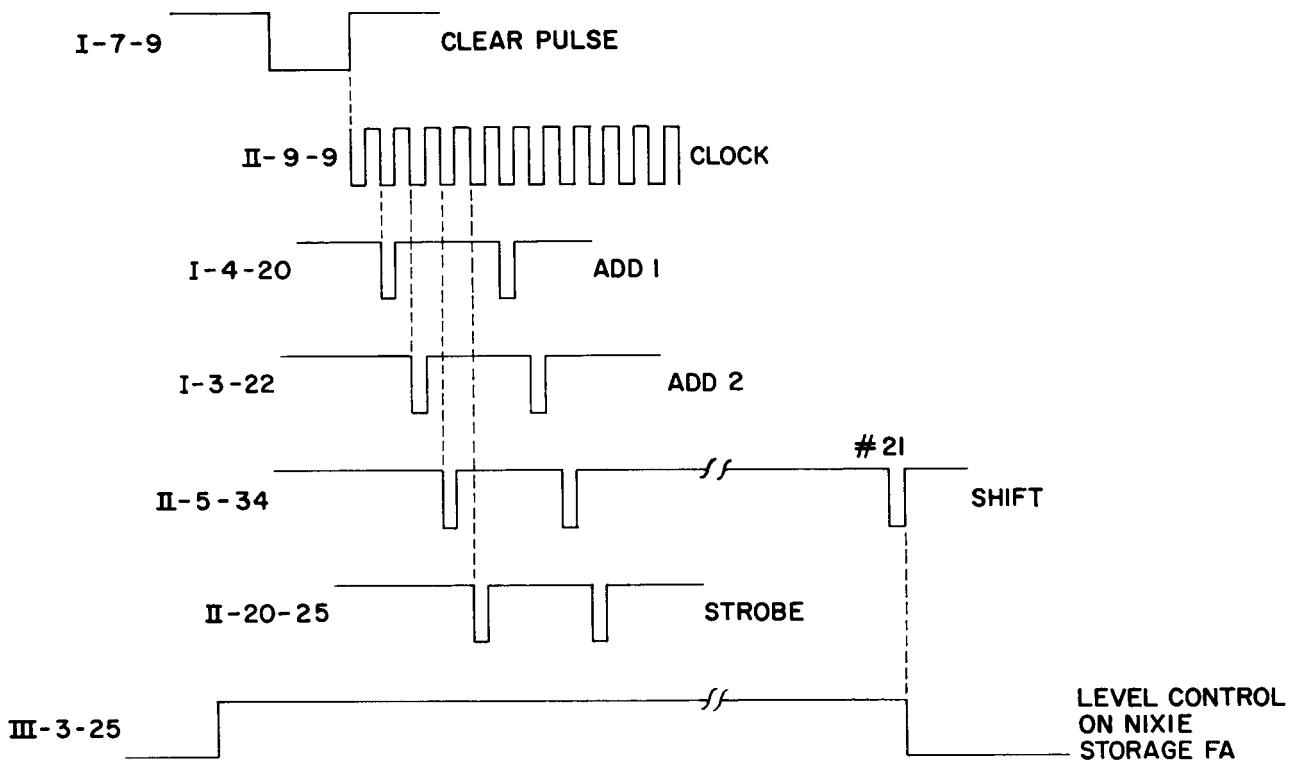 I-7-9 CLEAR PULSE
II-9-9 CLOCK
I-4-20 ADD 1
I-3-22 ADD 2
#21
II-5-34 SHIFT
II-20-25 STROBE
III-3-25 LEVEL CONTROL
ON NIXIE
STORAGE FA